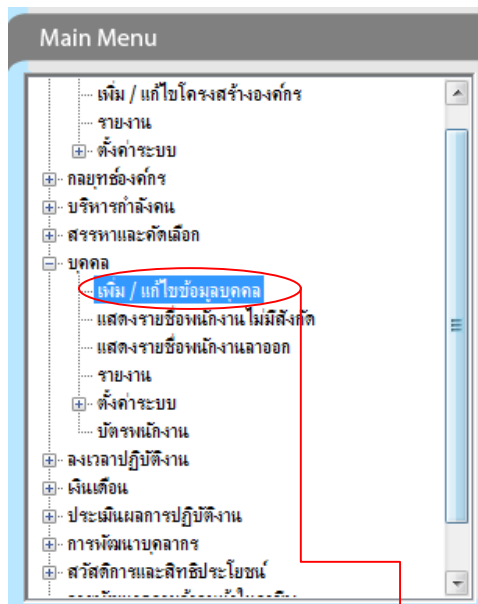 Main Menu
เพิ่ม / แก้ไขโครงสร้างองค์กร
รายงาน
ตั้งค่าระบบ
กลยุทธ์องค์กร
บริหารกำลังคน
สรรหาและคัดเลือก
บุคคล
เพิ่ม / แก้ไขข้อมูลบุคคล
แสดงรายชื่อพนักงานไม่มีสังกัด
แสดงรายชื่อพนักงานลาออก
รายงาน
ตั้งค่าระบบ
บัตรพนักงาน
ลงเวลาปฏิบัติงาน
เงินเดือน
ประเมินผลการปฏิบัติงาน
การพัฒนาบุคลากร
สวัสดิการและสิทธิประโยชน์